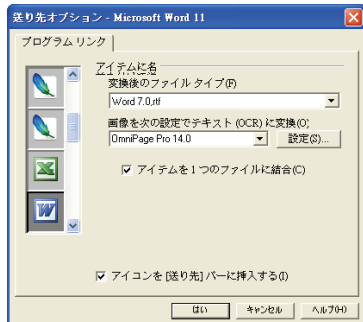 送り先オプション - Microsoft Word 11
プログラム リンク
アイテムに名
変換後のファイル タイプ(F)
Word 7.0,rtf
画像を次の設定でテキスト (OCR) に変換(O)
OmniPage Pro 14.0
設定(S)...
アイテムを1つのファイルに結合(C)
アイコンを [送り先] バーに挿入する(I)
はい
キャンセル
ヘルプ(H)